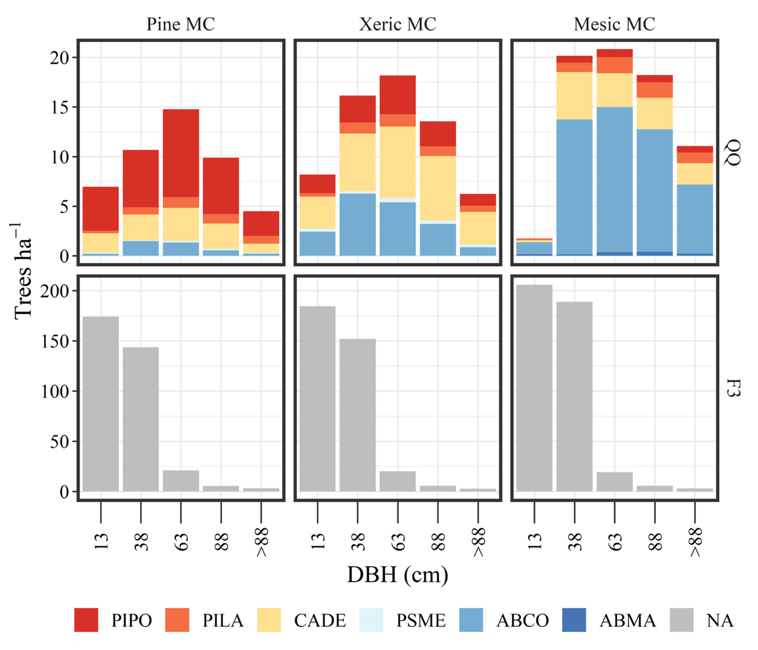 Pine MC Xeric MC Mesic MC
20
15
10
5
0
QQ
Trees ha⁻¹
200
150
100
50
0
F3
13 38 63 88 >88 13 38 63 88 >88 13 38 63 88 >88
DBH (cm)
PIPO PILA CADE PSME ABCO ABMA NA